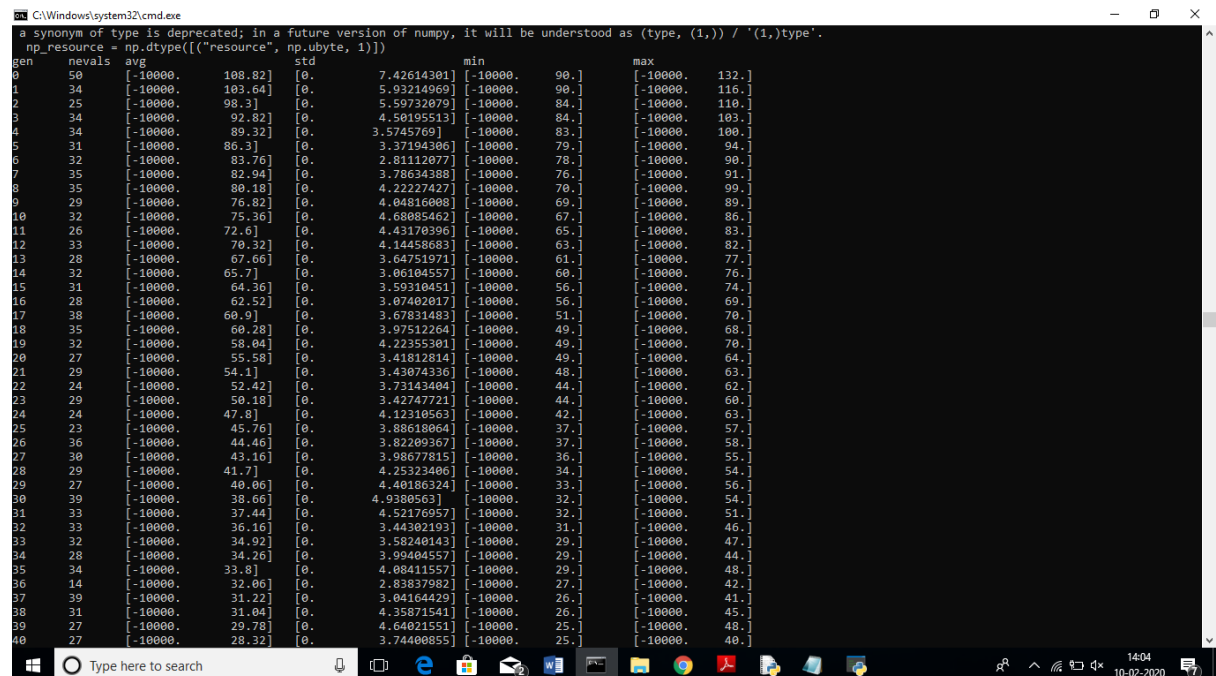 C:\Windows\system32\cmd.exe
a synonym of type is deprecated; in a future version of numpy, it will be understood as (type, (1,)) / '(1,)type'.
np_resource = np.dtype([("resource", np.ubyte, 1)])
gen nevals avg std min max
0 50 [-10000. 108.82] [0. 7.42614301] [-10000. 90.] [-10000. 132.]
1 34 [-10000. 103.64] [0. 5.93214969] [-10000. 90.] [-10000. 116.]
2 25 [-10000. 98.3] [0. 5.59732079] [-10000. 84.] [-10000. 110.]
3 34 [-10000. 92.82] [0. 4.50195513] [-10000. 84.] [-10000. 103.]
4 34 [-10000. 89.32] [0. 3.5745769] [-10000. 83.] [-10000. 100.]
5 31 [-10000. 86.3] [0. 3.37194306] [-10000. 79.] [-10000. 94.]
6 32 [-10000. 83.76] [0. 2.81112077] [-10000. 78.] [-10000. 90.]
7 35 [-10000. 82.94] [0. 3.78634388] [-10000. 76.] [-10000. 91.]
8 35 [-10000. 80.18] [0. 4.22227427] [-10000. 70.] [-10000. 99.]
9 29 [-10000. 76.82] [0. 4.04816008] [-10000. 69.] [-10000. 89.]
10 32 [-10000. 75.36] [0. 4.68085462] [-10000. 67.] [-10000. 86.]
11 26 [-10000. 72.6] [0. 4.43170396] [-10000. 65.] [-10000. 83.]
12 33 [-10000. 70.32] [0. 4.14458683] [-10000. 63.] [-10000. 82.]
13 28 [-10000. 67.66] [0. 3.64751971] [-10000. 61.] [-10000. 77.]
14 32 [-10000. 65.7] [0. 3.06104557] [-10000. 60.] [-10000. 76.]
15 31 [-10000. 64.36] [0. 3.59310451] [-10000. 56.] [-10000. 74.]
16 28 [-10000. 62.52] [0. 3.07402017] [-10000. 56.] [-10000. 69.]
17 38 [-10000. 60.9] [0. 3.67831483] [-10000. 51.] [-10000. 70.]
18 35 [-10000. 60.28] [0. 3.97512264] [-10000. 49.] [-10000. 68.]
19 32 [-10000. 58.04] [0. 4.22355301] [-10000. 49.] [-10000. 70.]
20 27 [-10000. 55.58] [0. 3.41812814] [-10000. 49.] [-10000. 64.]
21 29 [-10000. 54.1] [0. 3.43074336] [-10000. 48.] [-10000. 63.]
22 24 [-10000. 52.42] [0. 3.73143404] [-10000. 44.] [-10000. 62.]
23 29 [-10000. 50.18] [0. 3.42747721] [-10000. 44.] [-10000. 60.]
24 24 [-10000. 47.8] [0. 4.12310563] [-10000. 42.] [-10000. 63.]
25 23 [-10000. 45.76] [0. 3.88618064] [-10000. 37.] [-10000. 57.]
26 36 [-10000. 44.46] [0. 3.82209367] [-10000. 37.] [-10000. 58.]
27 30 [-10000. 43.16] [0. 3.98677815] [-10000. 36.] [-10000. 55.]
28 29 [-10000. 41.7] [0. 4.25323406] [-10000. 34.] [-10000. 54.]
29 27 [-10000. 40.06] [0. 4.40186324] [-10000. 33.] [-10000. 56.]
30 39 [-10000. 38.66] [0. 4.9380563] [-10000. 32.] [-10000. 54.]
31 33 [-10000. 37.44] [0. 4.52176957] [-10000. 32.] [-10000. 51.]
32 33 [-10000. 36.16] [0. 3.44302193] [-10000. 31.] [-10000. 46.]
33 32 [-10000. 34.92] [0. 3.58240143] [-10000. 29.] [-10000. 47.]
34 28 [-10000. 34.26] [0. 3.99404557] [-10000. 29.] [-10000. 44.]
35 34 [-10000. 33.8] [0. 4.08411557] [-10000. 29.] [-10000. 48.]
36 14 [-10000. 32.06] [0. 2.83837982] [-10000. 27.] [-10000. 42.]
37 39 [-10000. 31.22] [0. 3.04164429] [-10000. 26.] [-10000. 41.]
38 31 [-10000. 31.04] [0. 4.35871541] [-10000. 26.] [-10000. 45.]
39 27 [-10000. 29.78] [0. 4.64021551] [-10000. 25.] [-10000. 48.]
40 27 [-10000. 28.32] [0. 3.74400855] [-10000. 25.] [-10000. 40.]
Type here to search
14:04
10-02-2020